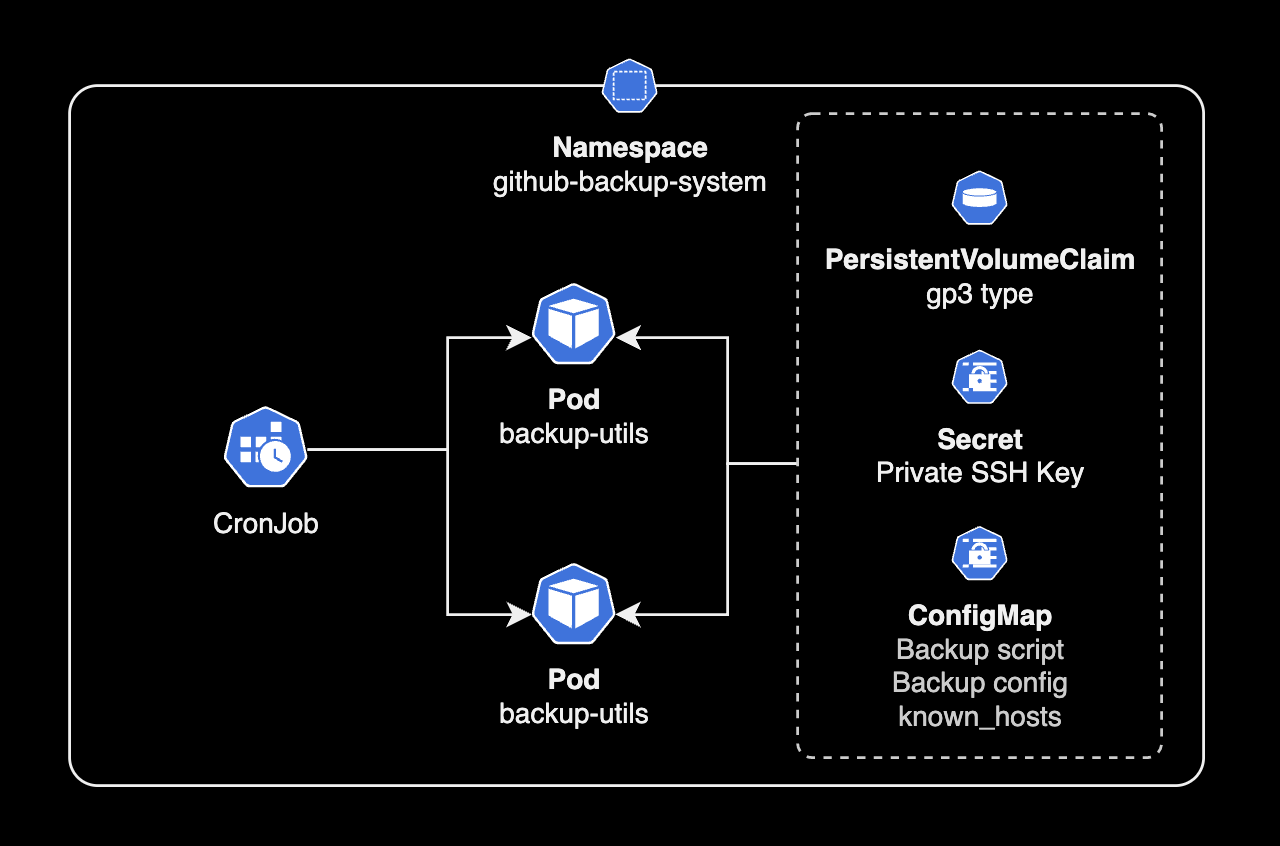 Namespace
github-backup-system
PersistentVolumeClaim
gp3 type
Pod
backup-utils
Secret
Private SSH Key
CronJob
ConfigMap
Backup script
Backup config
known_hosts
Pod
backup-utils